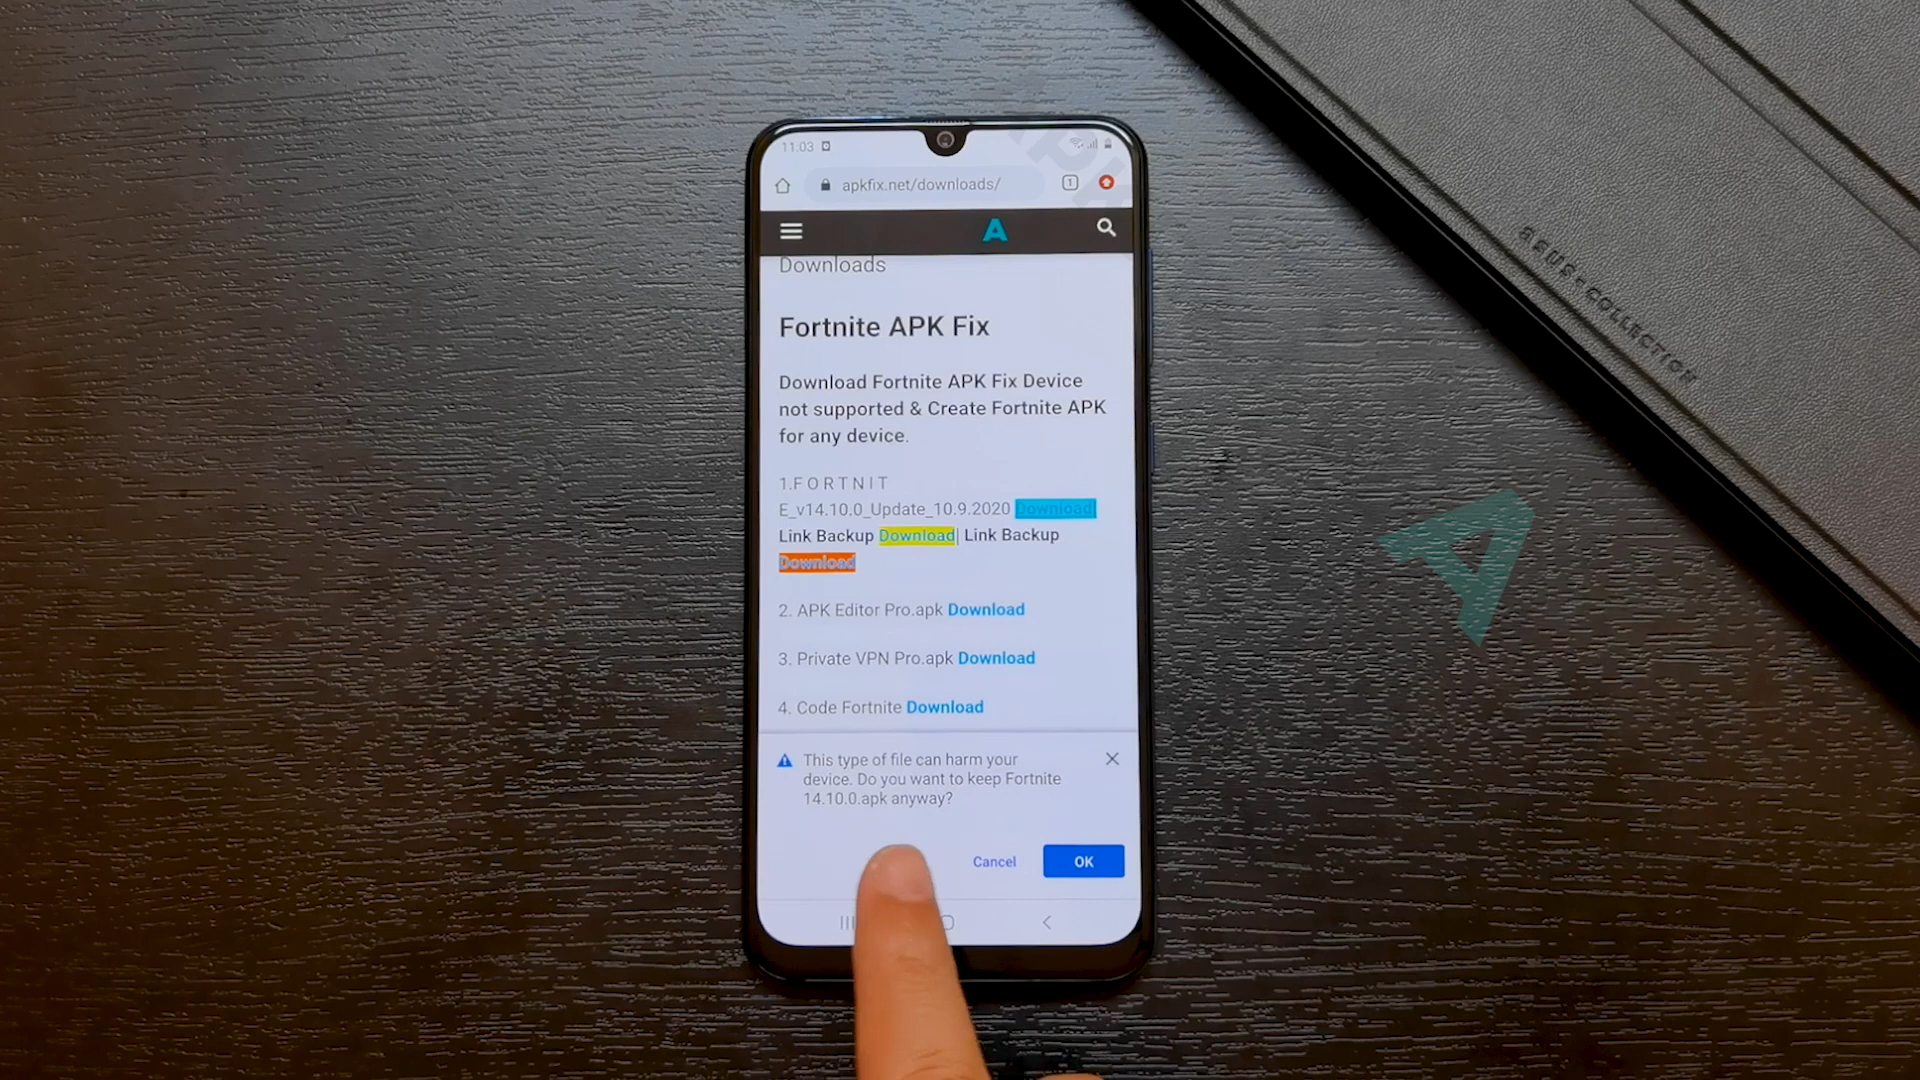 11:03
apkfix.net/downloads/
1
A
Downloads
Fortnite APK Fix
Download Fortnite APK Fix Device
not supported & Create Fortnite APK
for any device.
1.F O R T N I T
E_v14.10.0_Update_10.9.2020 Download|
Link Backup Download| Link Backup
Download
2. APK Editor Pro.apk Download
3. Private VPN Pro.apk Download
4. Code Fortnite Download
This type of file can harm your
device. Do you want to keep Fortnite
14.10.0.apk anyway?
Cancel OK
ASUS COLLECTION
A